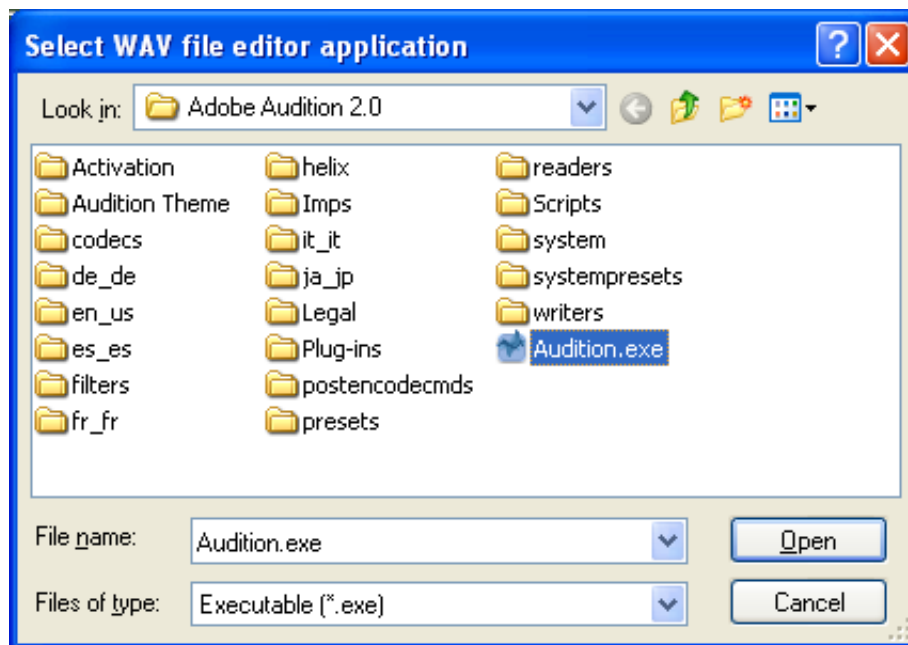 Select WAV file editor application
Look in: Adobe Audition 2.0
Activation helix readers
Audition Theme Imps Scripts
codecs it_it system
de_de ja_jp systempresets
en_us Legal writers
es_es Plug-ins Audition.exe
filters postencodecmds
fr_fr presets
File name: Audition.exe Open
Files of type: Executable (*.exe) Cancel